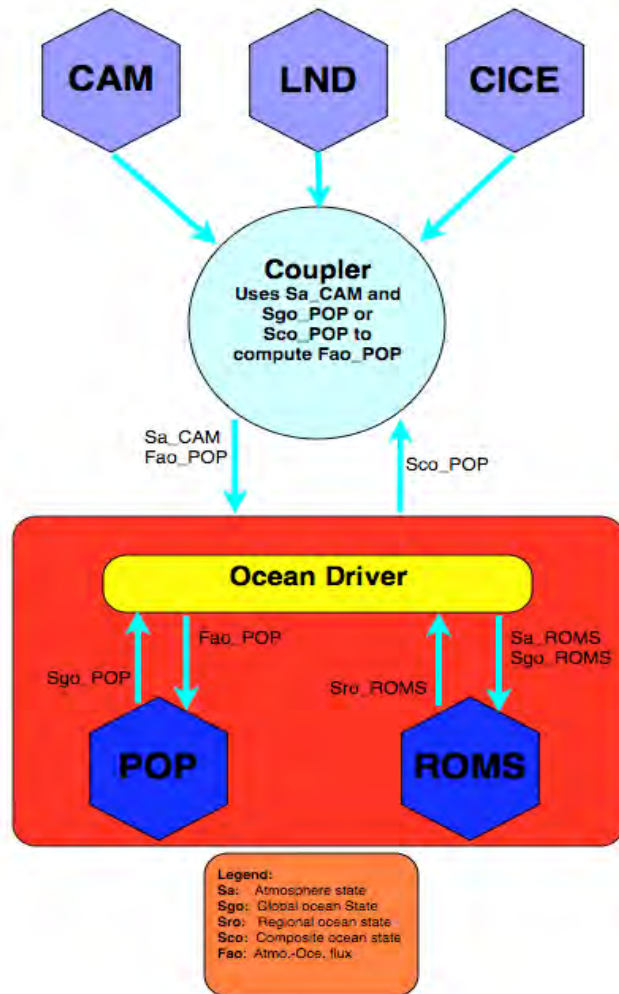 CAM
LND
CICE
Coupler
Uses Sa_CAM and
Sgo_POP or
Sco_POP to
compute Fao_POP
Sa_CAM
Fao_POP
Sco_POP
Ocean Driver
Sgo_POP
Fao_POP
Sro_ROMS
Sa_ROMS
Sgo_ROMS
POP
ROMS
Legend:
Sa: Atmosphere state
Sgo: Global ocean State
Sro: Regional ocean state
Sco: Composite ocean state
Fao: Atmo.-Oce. flux